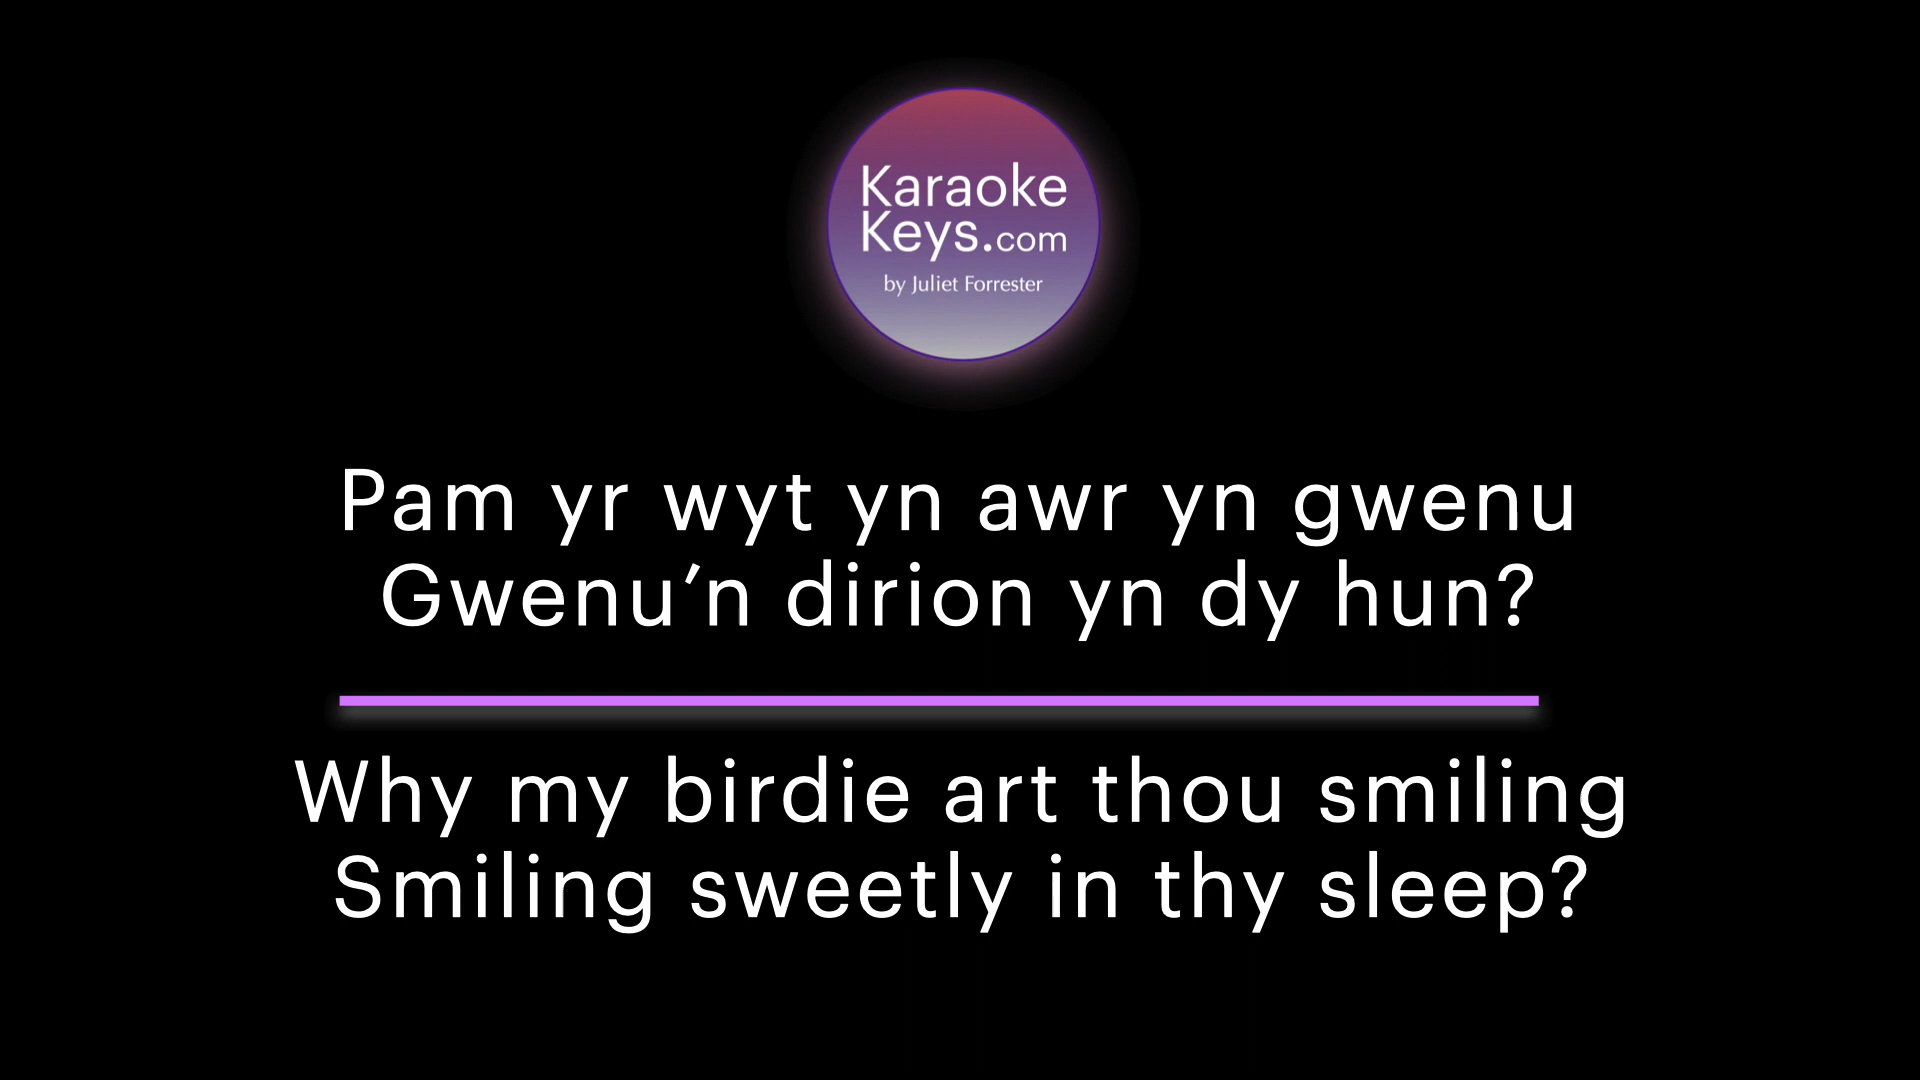 Karaoke
Keys.com
by Juliet Forrester
Pam yr wyt yn awr yn gwenu
Gwenu’n dirion yn dy hun?
Why my birdie art thou smiling
Smiling sweetly in thy sleep?